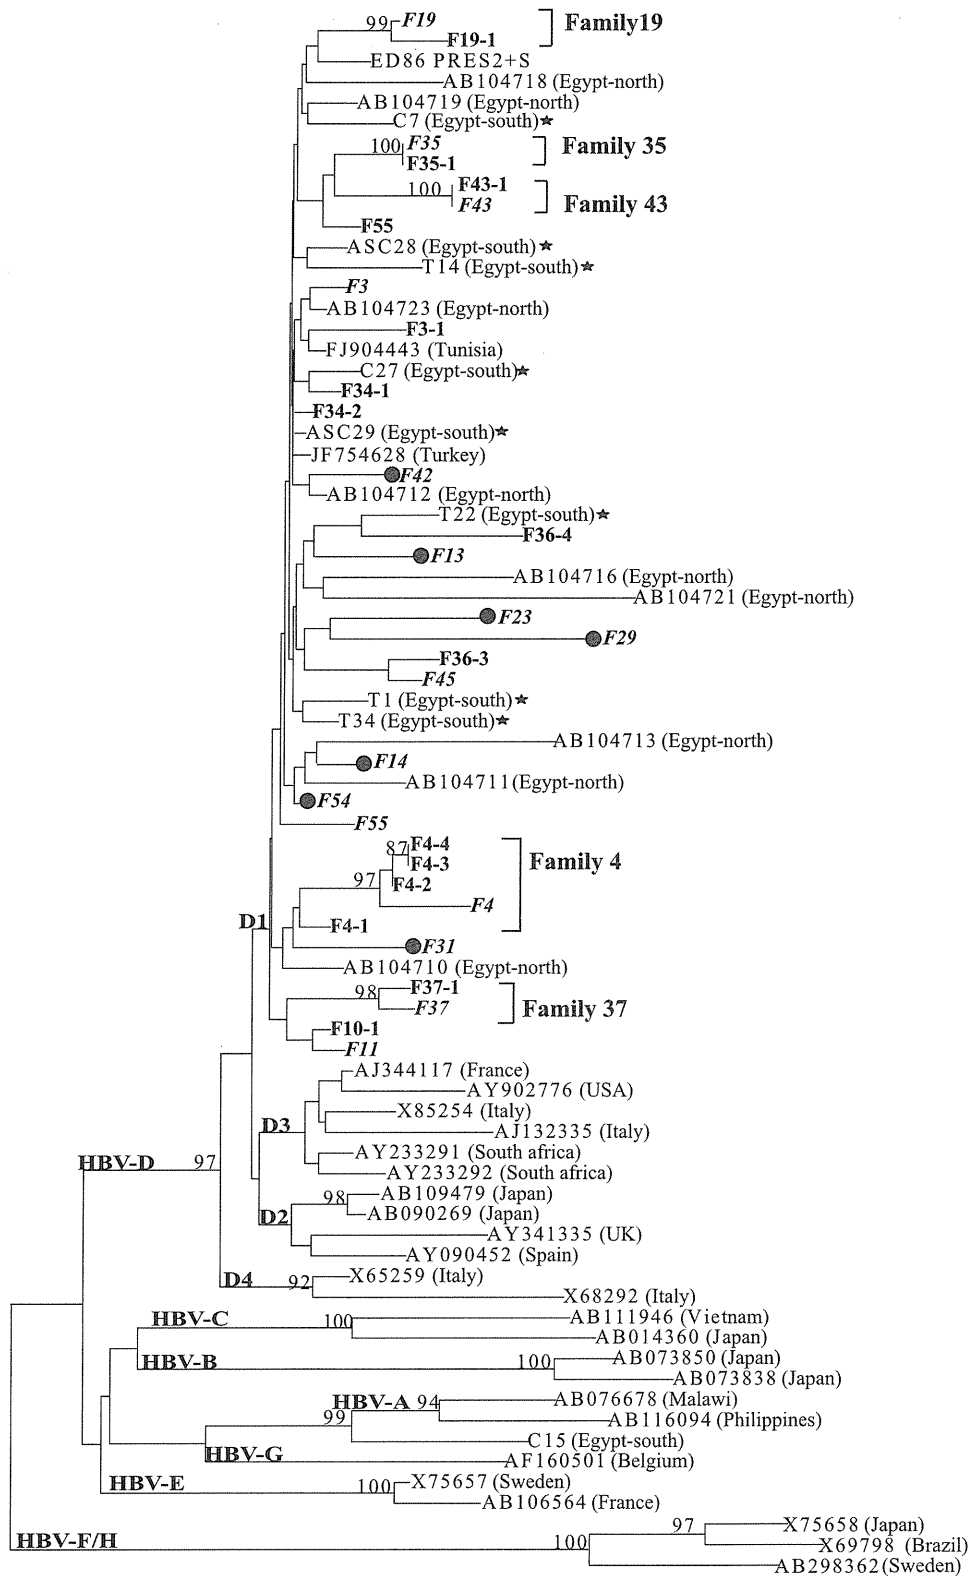 99 F19
Family19
F19-1
ED86 PRES2+S
AB104718 (Egypt-north)
AB104719 (Egypt-north)
C7 (Egypt-south)★
100 F35
Family 35
F35-1
100 F43-1
F43
Family 43
F55
ASC28 (Egypt-south)★
T14 (Egypt-south)★
F3
AB104723 (Egypt-north)
F3-1
FJ904443 (Tunisia)
C27 (Egypt-south)★
F34-1
F34-2
ASC29 (Egypt-south)★
JF754628 (Turkey)
F42
AB104712 (Egypt-north)
T22 (Egypt-south)★
F36-4
F13
AB104716 (Egypt-north)
AB104721 (Egypt-north)
F23
F29
F36-3
F45
T1 (Egypt-south)★
T34 (Egypt-south)★
AB104713 (Egypt-north)
F14
AB104711(Egypt-north)
F54
F55
87 F4-4
F4-3
Family 4
97 F4-2
F4
D1 F4-1
F31
AB104710 (Egypt-north)
98 F37-1
F37
Family 37
F10-1
F11
AJ344117 (France)
AY902776 (USA)
X85254 (Italy)
D3 AJ132335 (Italy)
AY233291 (South africa)
HBV-D 97 AY233292 (South africa)
98 AB109479 (Japan)
D2 AB090269 (Japan)
AY341335 (UK)
AY090452 (Spain)
D4 92 X65259 (Italy)
X68292 (Italy)
HBV-C 100 AB111946 (Vietnam)
AB014360 (Japan)
HBV-B 100 AB073850 (Japan)
AB073838 (Japan)
HBV-A 94 AB076678 (Malawi)
99 AB116094 (Philippines)
C15 (Egypt-south)
HBV-G AF160501 (Belgium)
HBV-E 100 X75657 (Sweden)
AB106564 (France)
97 X75658 (Japan)
HBV-F/H 100 X69798 (Brazil)
AB298362(Sweden)